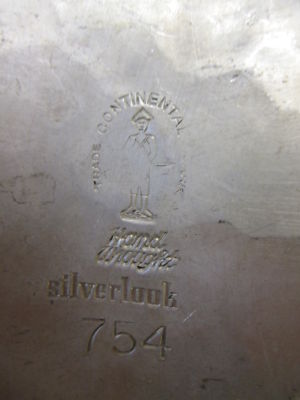 TRADE CONTINENTAL MARK
Hand
Wrought
silverlook
754